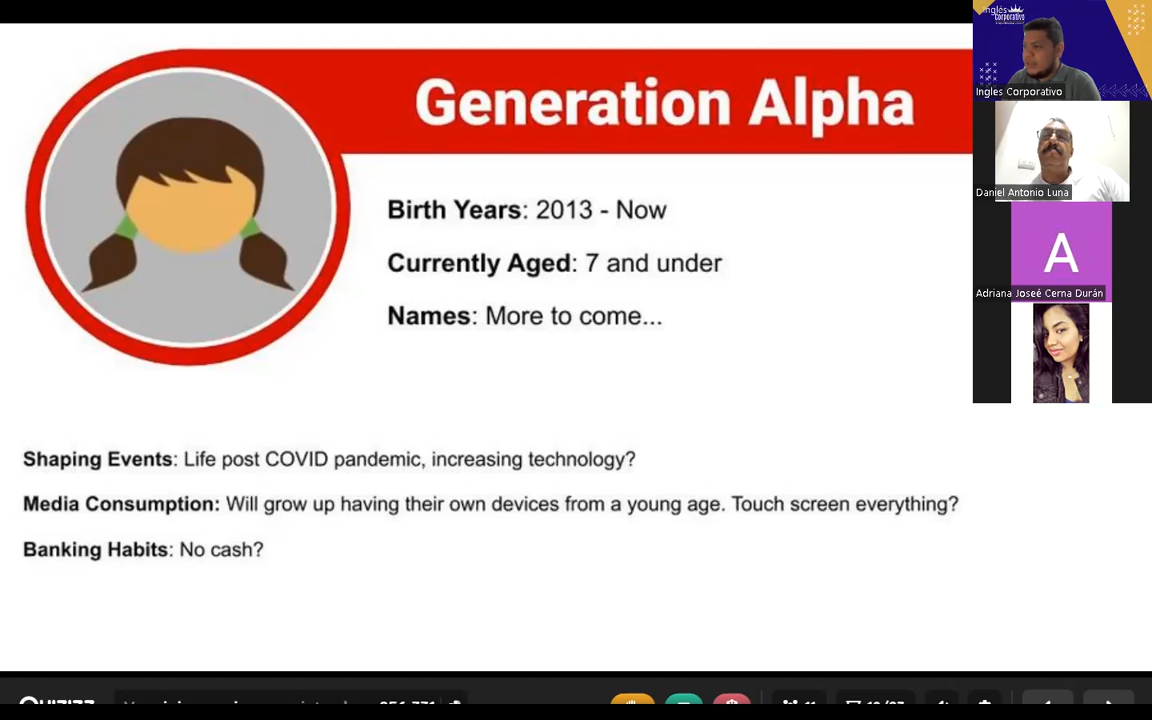 Generation Alpha
Birth Years: 2013 - Now
Currently Aged: 7 and under
Names: More to come...
Shaping Events: Life post COVID pandemic, increasing technology?
Media Consumption: Will grow up having their own devices from a young age. Touch screen everything?
Banking Habits: No cash?
Inglés
Corporativo
Ingles Corporativo
Daniel Antonio Luna
A
Adriana Joseé Cerna Durán